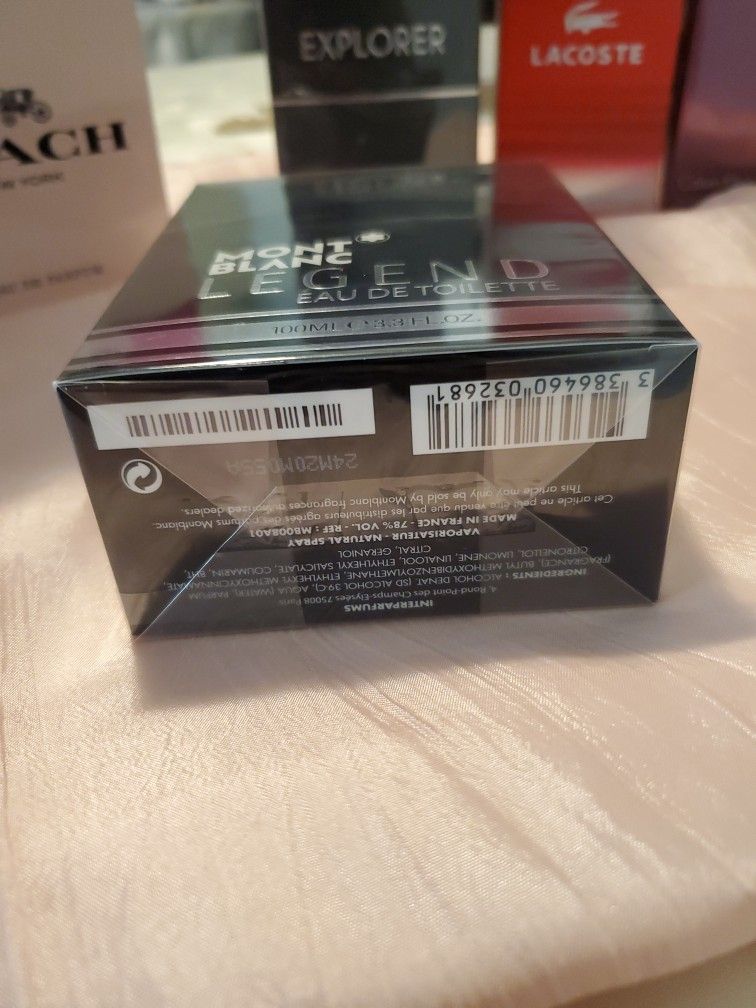 EXPLORER
LACOSTE
ACH
MONT
BLANC
LEGEND
EAU DE TOILETTE
100ML e 3.3 FL.OZ.
3 386460 032681
24M20M055A
INTERPARFUMS
4, Rond-Point des Champs-Elysées 75008 Paris
INGREDIENTS : ALCOHOL DENAT. (SD ALCOHOL 39-C), AQUA (WATER), PARFUM
(FRAGRANCE), BUTYL METHOXYDIBENZOYLMETHANE, ETHYLHEXYL METHOXYCINNAMATE,
CITRONELLOL, LIMONENE, LINALOOL, ETHYLHEXYL SALICYLATE, COUMARIN, BHT,
CITRAL, GERANIOL
VAPORISATEUR - NATURAL SPRAY
MADE IN FRANCE - 78% VOL - REF : MB008A01
Cet article ne peut être vendu que par les distributeurs agréés des parfums Montblanc
This article may only be sold by Montblanc fragrances authorized dealers.